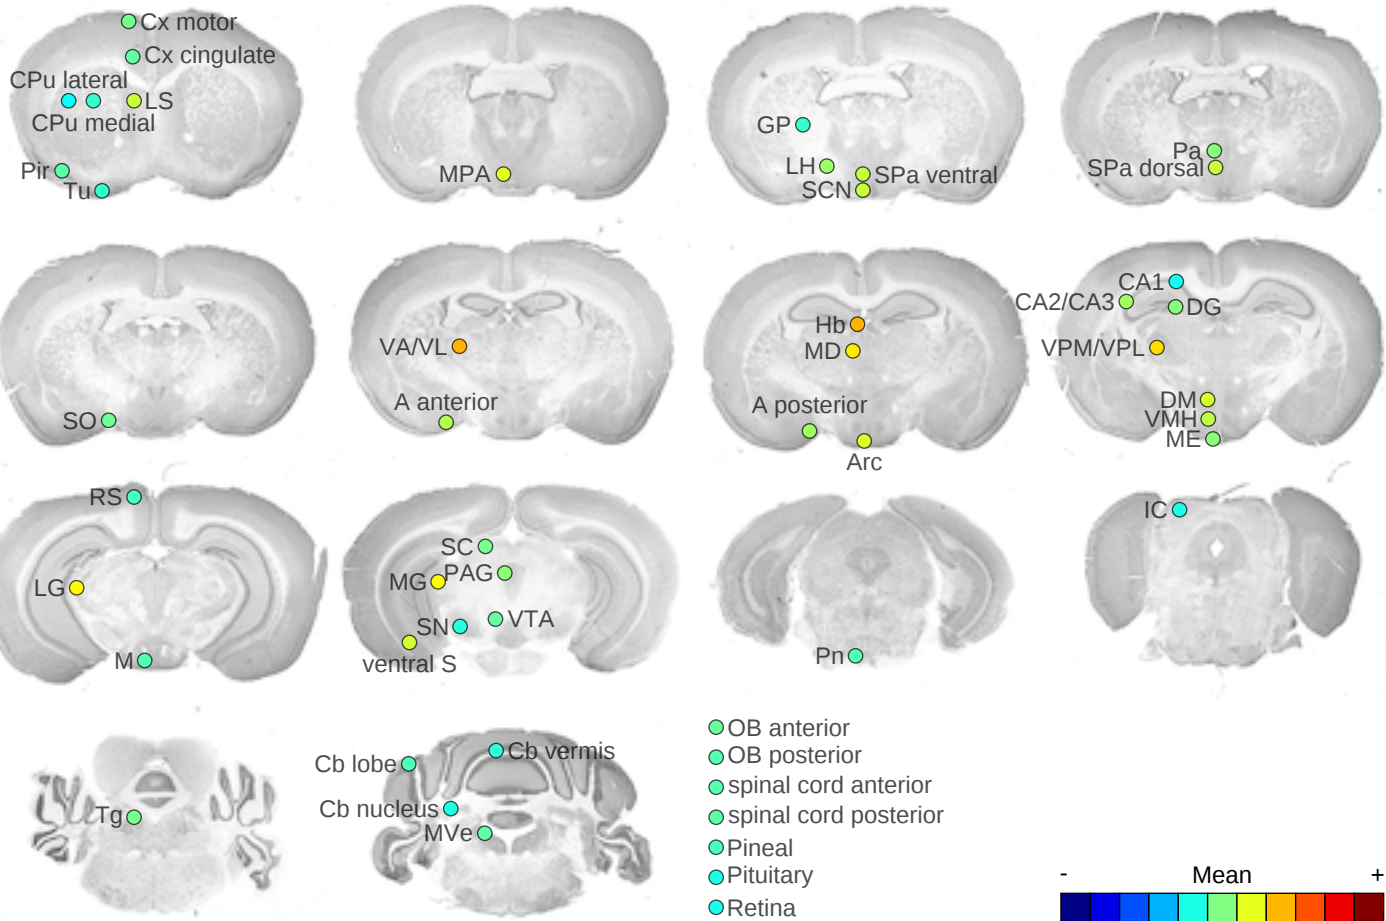 Cx motor
Cx cingulate
CPu lateral
LS
CPu medial
Pir
Tu
MPA
GP
LH
SPa ventral
SCN
Pa
SPa dorsal
SO
VA/VL
A anterior
Hb
MD
A posterior
Arc
CA1
CA2/CA3
DG
VPM/VPL
DM
VMH
ME
RS
LG
M
SC
PAG
MG
VTA
SN
ventral S
Pn
IC
Tg
Cb vermis
Cb lobe
Cb nucleus
MVe
OB anterior
OB posterior
spinal cord anterior
spinal cord posterior
Pineal
Pituitary
Retina
- Mean +